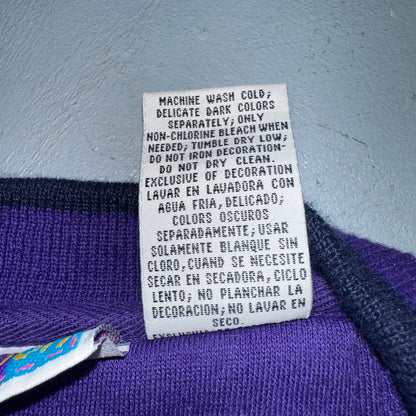 MACHINE WASH COLD;
DELICATE DARK COLORS
SEPARATELY; ONLY
NON-CHLORINE BLEACH WHEN
NEEDED; TUMBLE DRY LOW;
DO NOT IRON DECORATION-
DO NOT DRY CLEAN.
EXCLUSIVE OF DECORATION
LAVAR EN LAVADORA CON
AGUA FRIA, DELICADO;
COLORS OSCUROS
SEPARADAMENTE; USAR
SOLAMENTE BLANQUE SIN
CLORO, CUANDO SE NECESITE
SECAR EN SECADORA, CICLO
LENTO; NO PLANCHAR LA
DECORACION; NO LAVAR EN
SECO.